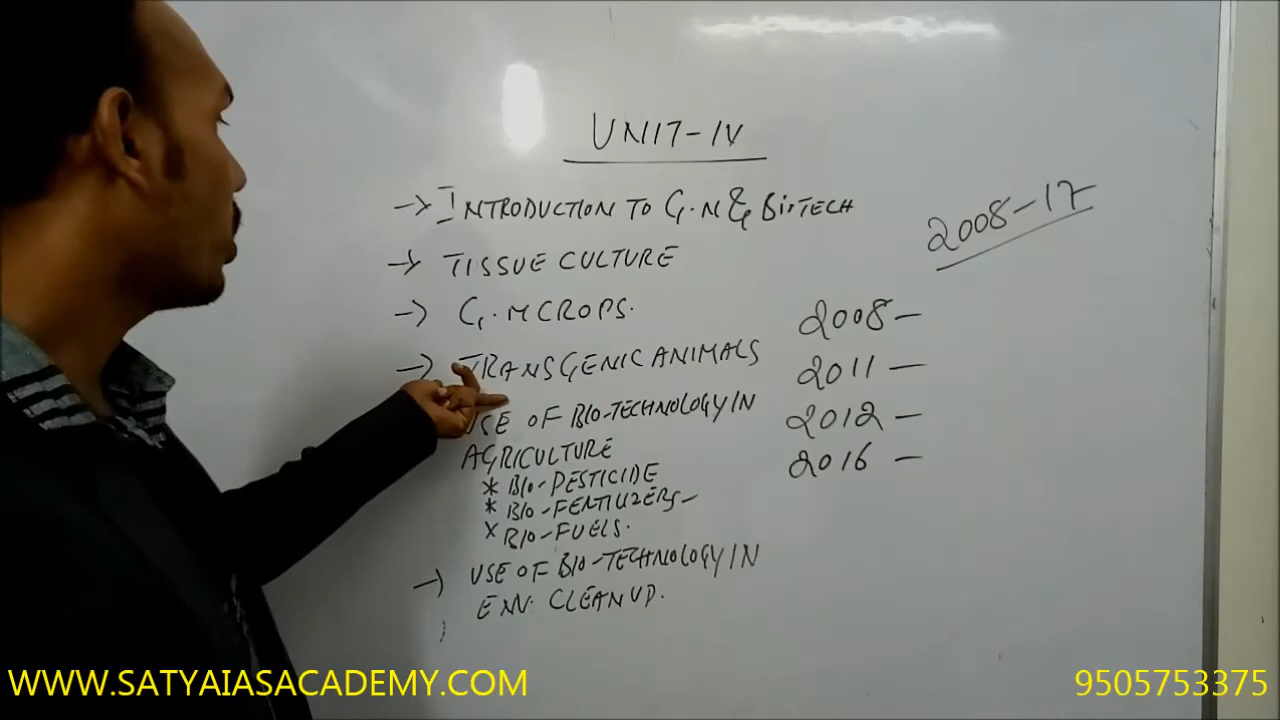 UNIT-IV
→ INTRODUCTION TO G.M & BIOTECH
→ TISSUE CULTURE
→ G.M CROPS.
→ TRANSGENIC ANIMALS
USE OF BIO-TECHNOLOGY IN
AGRICULTURE
* BIO-PESTICIDE
* BIO-FERTILIZERS-
* BIO-FUELS.
→ USE OF BIO-TECHNOLOGY IN
ENV. CLEANUP.
2008-17
2008-
2011-
2012-
2016-
WWW.SATYAIASACADEMY.COM
9505753375